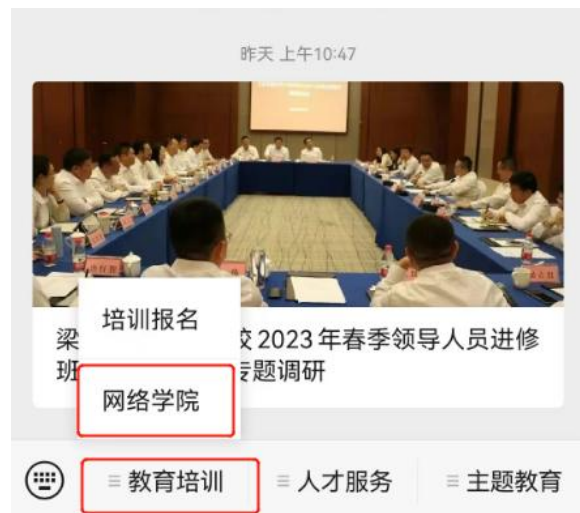 昨天 上午10:47
培训报名
梁
校2023年春季领导人员进修
班
专题调研
网络学院
教育培训
人才服务
主题教育